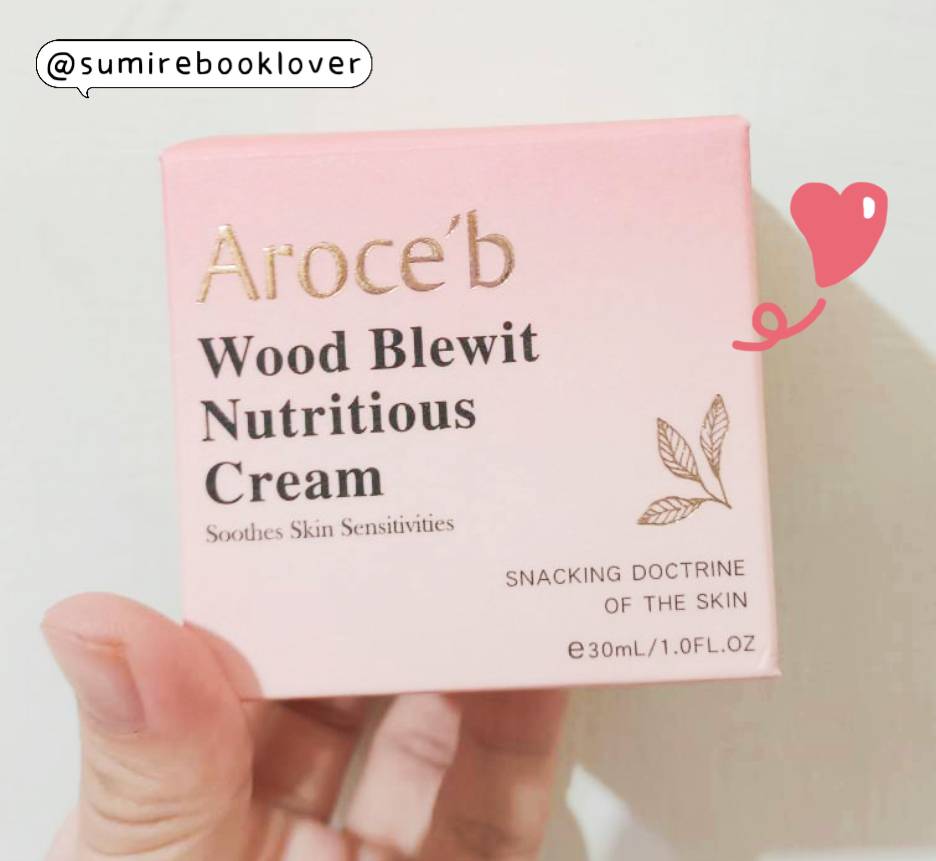 @sumirebooklover
Aroce'b
Wood Blewit
Nutritious
Cream
Soothes Skin Sensitivities
SNACKING DOCTRINE
OF THE SKIN
℮30mL/1.0FL.OZ